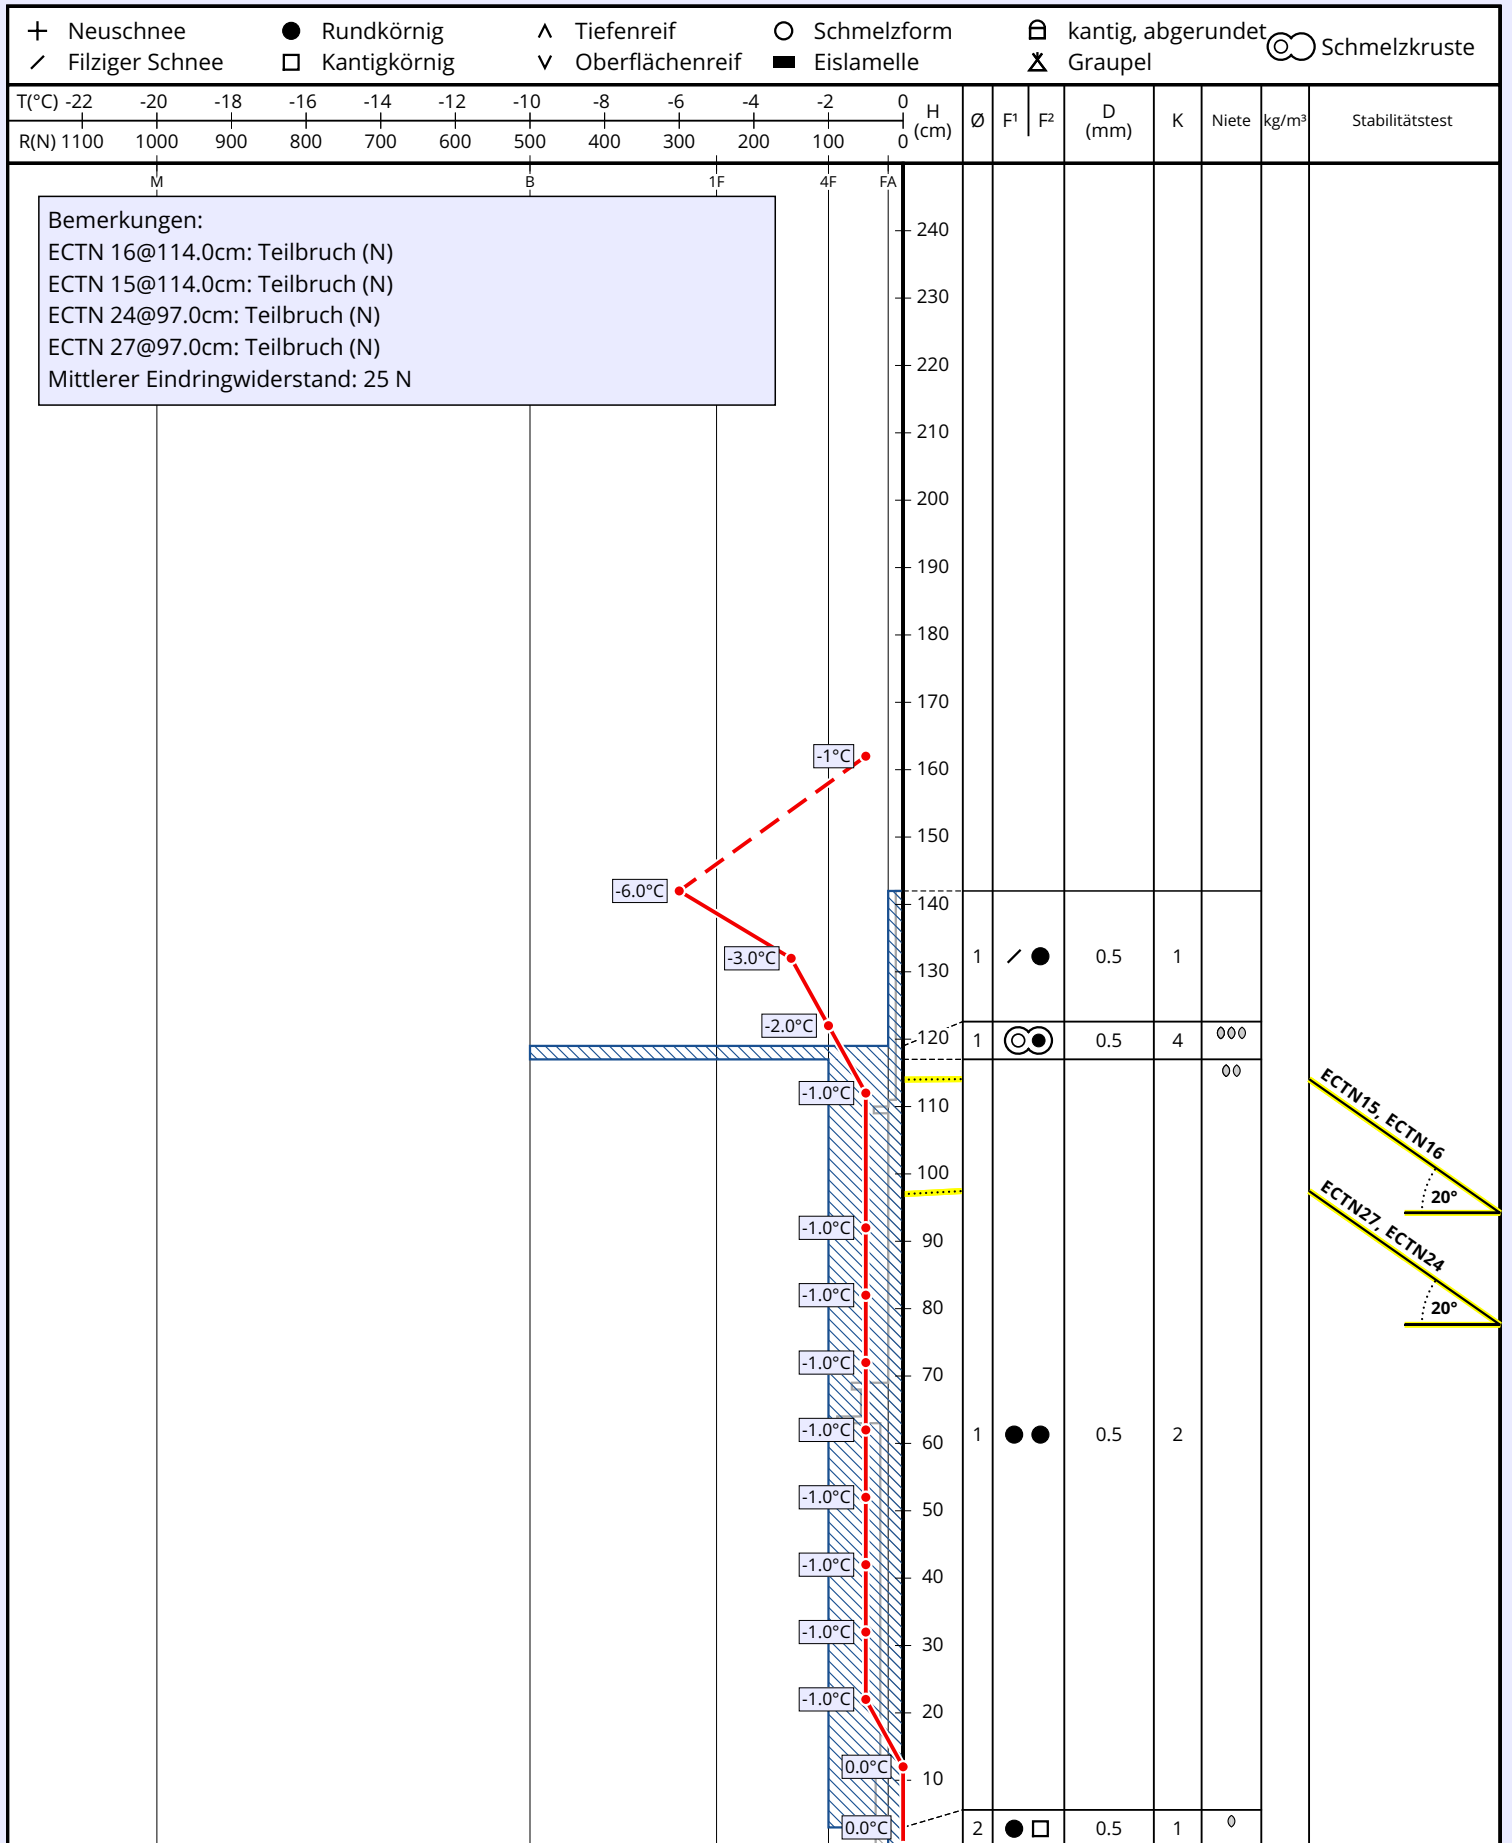 Neuschnee Rundkörnig Tiefenreif Schmelzform kantig, abgerundet Schmelzkruste
Filziger Schnee Kantigkörnig Oberflächenreif Eislamelle Graupel
T(°C) -22 -20 -18 -16 -14 -12 -10 -8 -6 -4 -2 0
R(N) 1100 1000 900 800 700 600 500 400 300 200 100 0
H (cm) Ø F¹ F² D (mm) K Niete kg/m³ Stabilitätstest
M B 1F 4F FA
Bemerkungen:
ECTN 16@114.0cm: Teilbruch (N)
ECTN 15@114.0cm: Teilbruch (N)
ECTN 24@97.0cm: Teilbruch (N)
ECTN 27@97.0cm: Teilbruch (N)
Mittlerer Eindringwiderstand: 25 N
240
230
220
210
200
190
180
170
-1°C
160
150
-6.0°C
140
-3.0°C 1 0.5 1
130
-2.0°C
120 1 0.5 4
-1.0°C
110
ECTN15, ECTN16
20°
100
ECTN27, ECTN24
20°
-1.0°C
90
-1.0°C
80
-1.0°C
70
-1.0°C 1 0.5 2
60
-1.0°C
50
-1.0°C
40
-1.0°C
30
-1.0°C
20
0.0°C
10
0.0°C 2 0.5 1